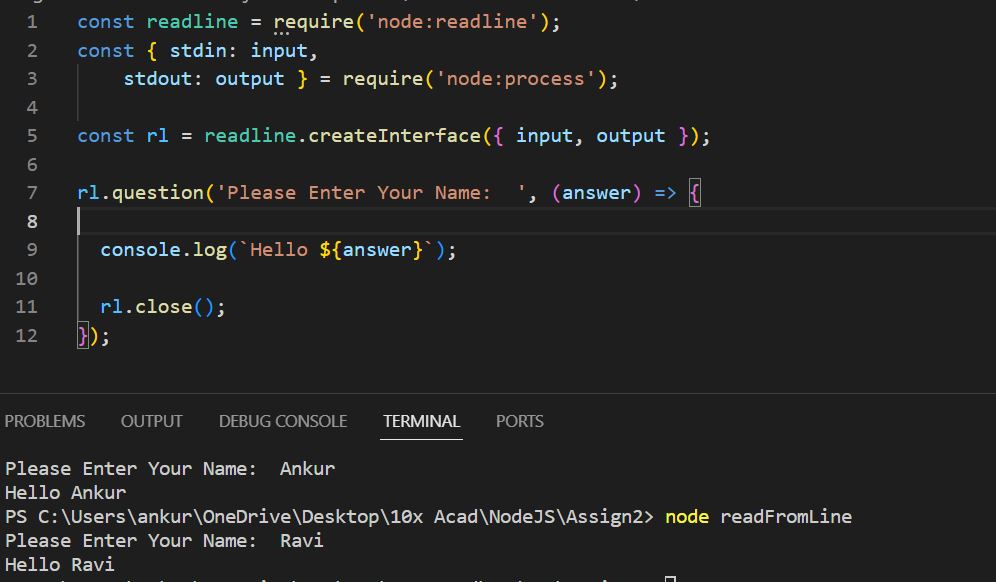 1 const readline = require('node:readline');
2 const { stdin: input,
3 stdout: output } = require('node:process');
4
5 const rl = readline.createInterface({ input, output });
6
7 rl.question('Please Enter Your Name:  ', (answer) => {
8
9 console.log(`Hello ${answer}`);
10
11 rl.close();
12 });
PROBLEMS OUTPUT DEBUG CONSOLE TERMINAL PORTS
Please Enter Your Name:  Ankur
Hello Ankur
PS C:\Users\ankur\OneDrive\Desktop\10x Acad\NodeJS\Assign2> node readFromLine
Please Enter Your Name:  Ravi
Hello Ravi